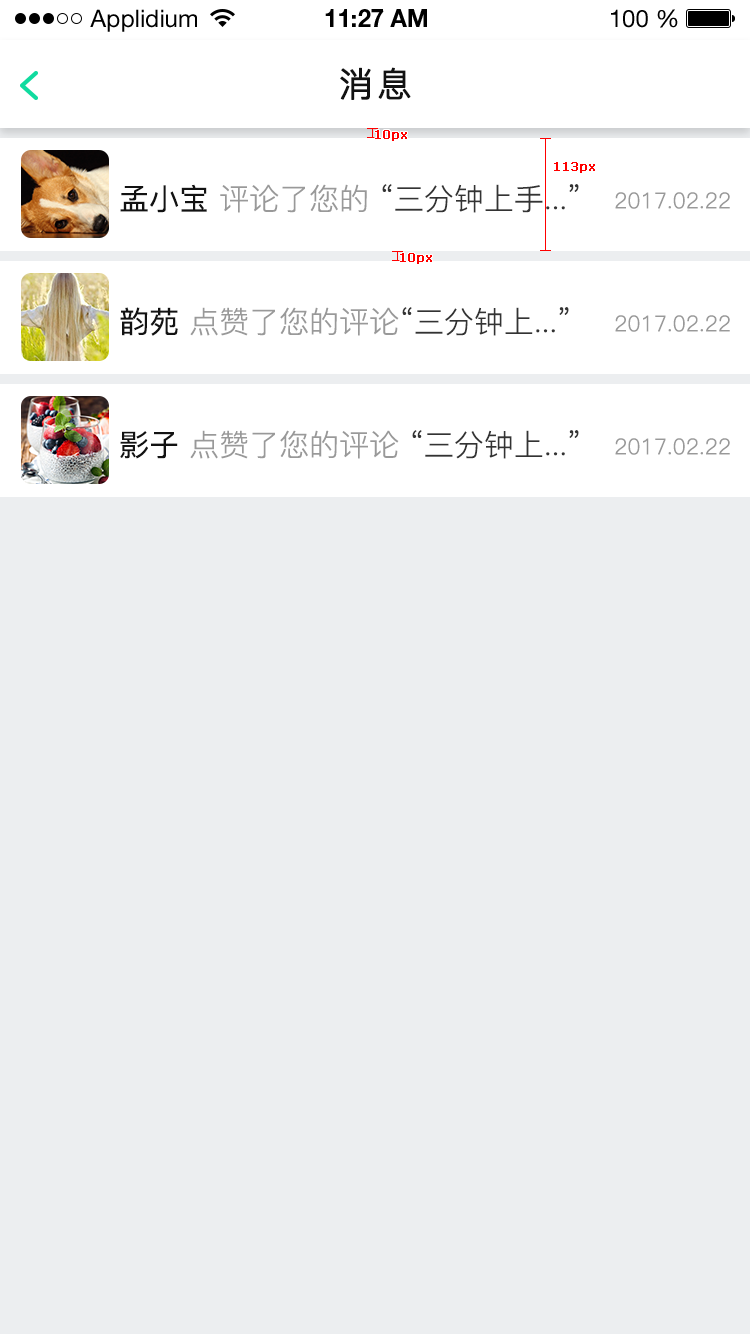 Applidium 11:27 AM 100 %
消息
10px
113px
孟小宝 评论了您的 “三分钟上手...” 2017.02.22
10px
韵苑 点赞了您的评论“三分钟上...” 2017.02.22
影子 点赞了您的评论 “三分钟上...” 2017.02.22